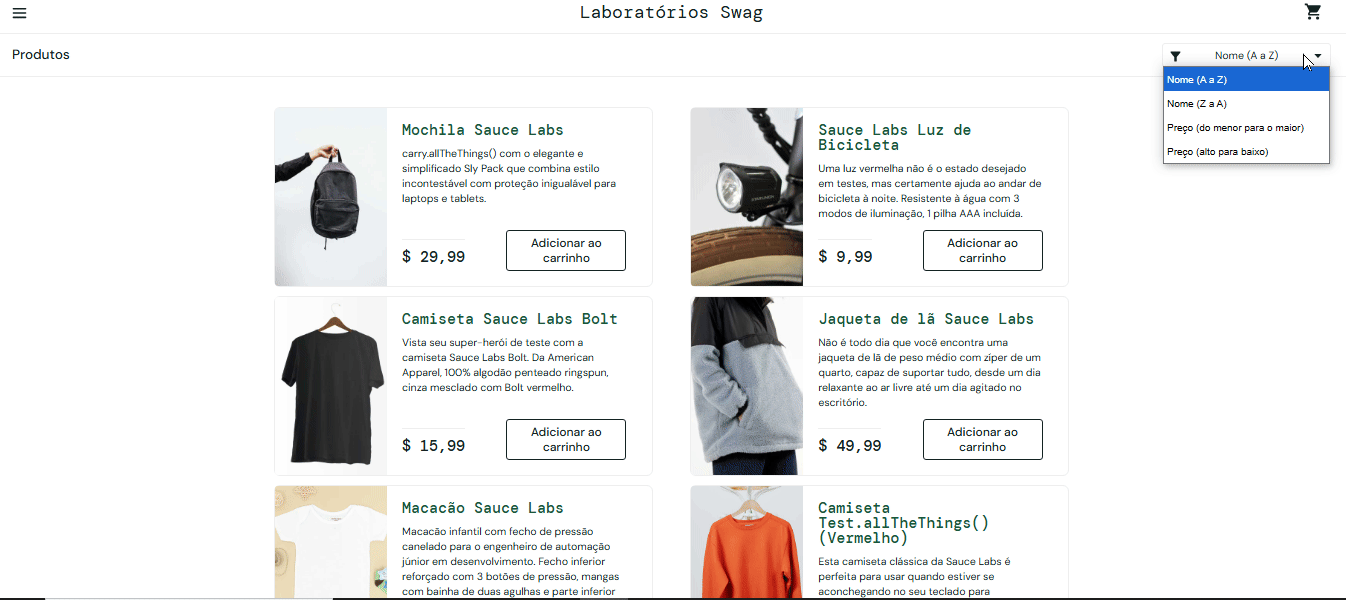 Laboratórios Swag
Produtos
Nome (A a Z)
Nome (A a Z)
Nome (Z a A)
Preço (do menor para o maior)
Preço (alto para baixo)
Mochila Sauce Labs
carry.allTheThings() com o elegante e
simplificado Sly Pack que combina estilo
incontestável com proteção inigualável para
laptops e tablets.
$ 29,99
Adicionar ao
carrinho
Sauce Labs Luz de
Bicicleta
Uma luz vermelha não é o estado desejado
em testes, mas certamente ajuda ao andar de
bicicleta à noite. Resistente à água com 3
modos de iluminação, 1 pilha AAA incluída.
$ 9,99
Adicionar ao
carrinho
Camiseta Sauce Labs Bolt
Vista seu super-herói de teste com a
camiseta Sauce Labs Bolt. Da American
Apparel, 100% algodão penteado ringspun,
cinza mesclado com Bolt vermelho.
$ 15,99
Adicionar ao
carrinho
Jaqueta de lã Sauce Labs
Não é todo dia que você encontra uma
jaqueta de lã de peso médio com zíper de um
quarto, capaz de suportar tudo, desde um dia
relaxante ao ar livre até um dia agitado no
escritório.
$ 49,99
Adicionar ao
carrinho
Macacão Sauce Labs
Macacão infantil com fecho de pressão
canelado para o engenheiro de automação
júnior em desenvolvimento. Fecho inferior
reforçado com 3 botões de pressão, mangas
com bainha de duas agulhas e parte inferior
Camiseta
Test.allTheThings()
(Vermelho)
Esta camiseta clássica da Sauce Labs é
perfeita para usar quando estiver se
aconchegando no seu teclado para